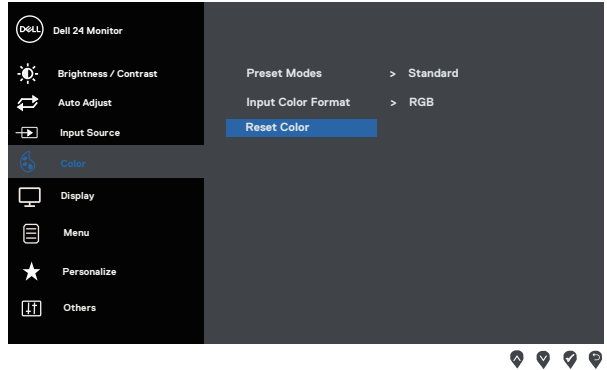 DELL Dell 24 Monitor
Brightness / Contrast
Preset Modes > Standard
Auto Adjust
Input Color Format > RGB
Input Source
Reset Color
Color
Display
Menu
Personalize
Others